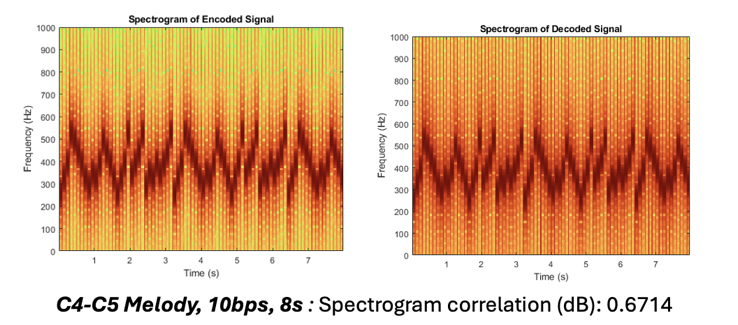 Spectrogram of Encoded Signal
1000
900
800
700
600
500
400
300
200
100
0
Frequency (Hz)
1 2 3 4 5 6 7
Time (s)
Spectrogram of Decoded Signal
1000
900
800
700
600
500
400
300
200
100
0
Frequency (Hz)
1 2 3 4 5 6 7
Time (s)
C4-C5 Melody, 10bps, 8s : Spectrogram correlation (dB): 0.6714